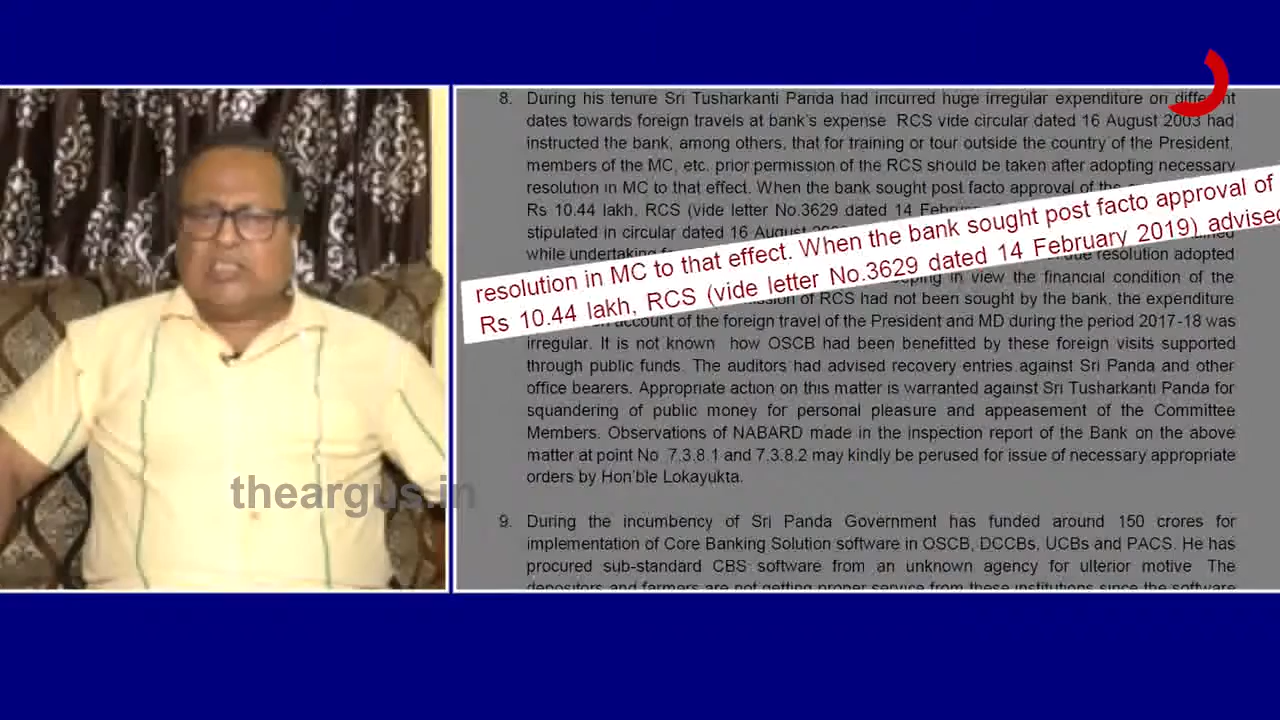 8. During his tenure Sri Tusharkanti Panda had incurred huge irregular expenditure on different
dates towards foreign travels at bank's expense RCS vide circular dated 16 August 2003 had
instructed the bank, among others, that for training or tour outside the country of the President,
members of the MC, etc. prior permission of the RCS should be taken after adopting necessary
resolution in MC to that effect. When the bank sought post facto approval of the
Rs 10.44 lakh, RCS (vide letter No.3629 dated 14
stipulated in circular dated 16 August
while undertaking
resolution in MC to that effect. When the bank sought post facto approval of
Rs 10.44 lakh, RCS (vide letter No.3629 dated 14 February 2019) advised
resolution adopted
in view the financial condition of the
of RCS had not been sought by the bank, the expenditure
account of the foreign travel of the President and MD during the period 2017-18 was
irregular. It is not known how OSCB had been benefitted by these foreign visits supported
through public funds. The auditors had advised recovery entries against Sri Panda and other
office bearers. Appropriate action on this matter is warranted against Sri Tusharkanti Panda for
squandering of public money for personal pleasure and appeasement of the Committee
Members. Observations of NABARD made in the inspection report of the Bank on the above
matter at point No 7.3.8.1 and 7.3.8.2 may kindly be perused for issue of necessary appropriate
orders by Hon'ble Lokayukta.
9. During the incumbency of Sri Panda Government has funded around 150 crores for
implementation of Core Banking Solution software in OSCB, DCCBs, UCBs and PACS. He has
procured sub-standard CBS software from an unknown agency for ulterior motive The
depositors and farmers are not getting proper service from these institutions since the software
theargus.in